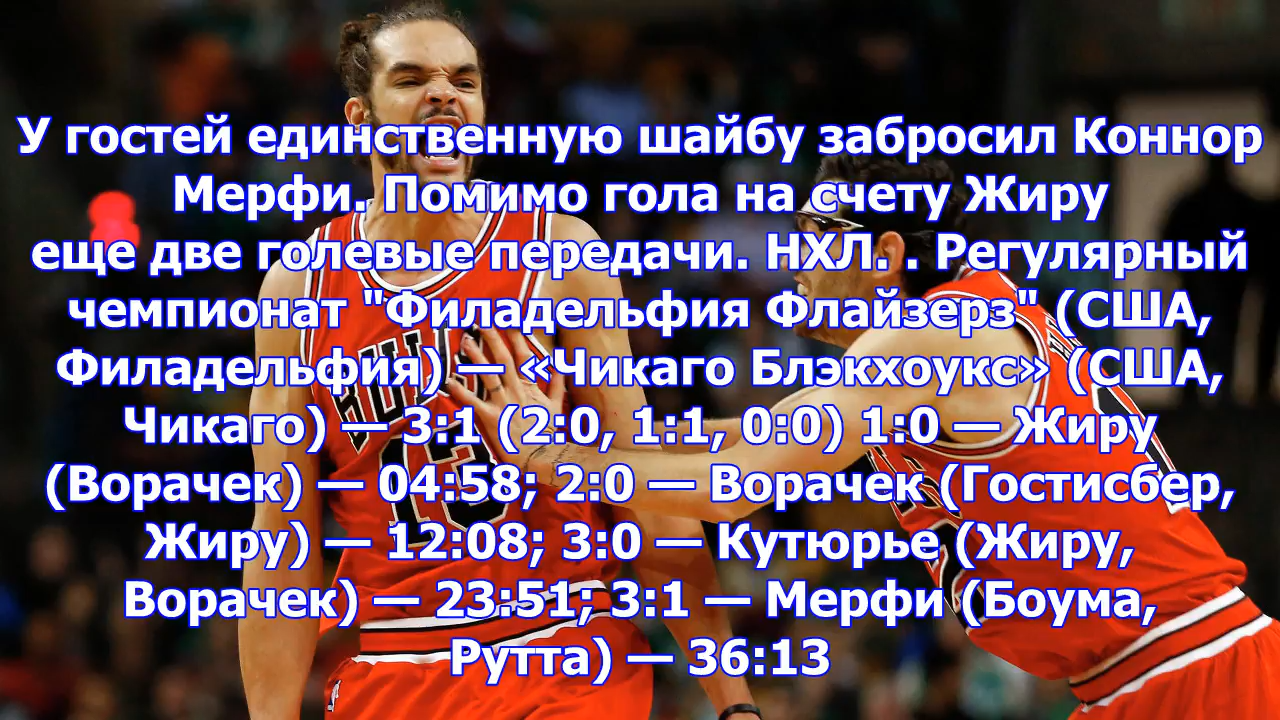 У гостей единственную шайбу забросил Коннор
Мерфи. Помимо гола на счету Жиру
еще две голевые передачи. НХЛ. . Регулярный
чемпионат "Филадельфия Флайзерз" (США,
Филадельфия) — «Чикаго Блэкхоукс» (США,
Чикаго) — 3:1 (2:0, 1:1, 0:0) 1:0 — Жиру
(Ворачек) — 04:58; 2:0 — Ворачек (Гостисбер,
Жиру) — 12:08; 3:0 — Кутюрье (Жиру,
Ворачек) — 23:51; 3:1 — Мерфи (Боума,
Рутта) — 36:13
BULLS
13